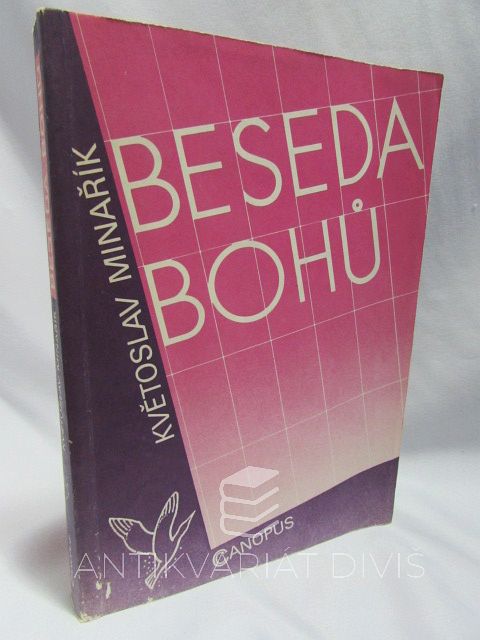 BESEDA
BOHŮ
KVĚTOSLAV MINAŘÍK
CANOPUS
ANTIKVARIÁT DIVIŠ